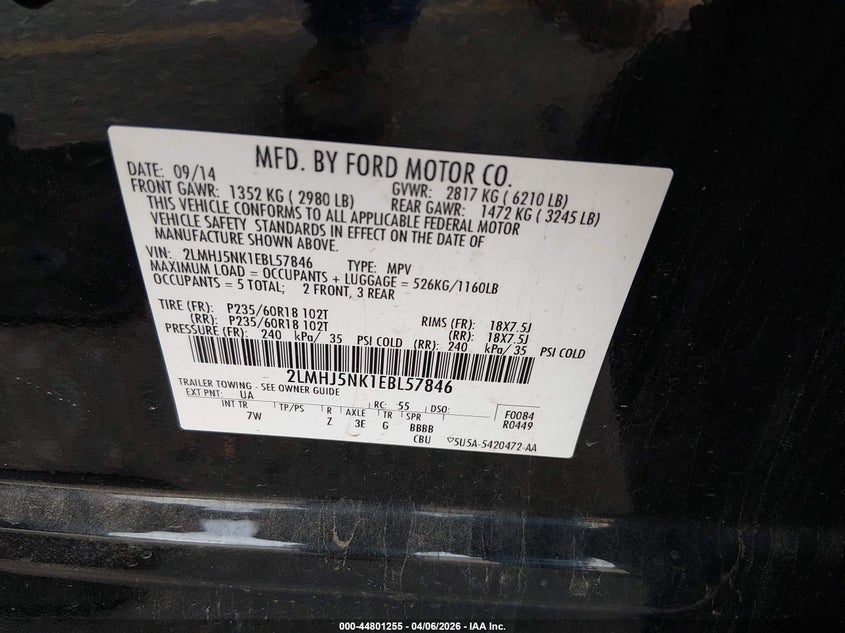 MFD. BY FORD MOTOR CO.
DATE: 09/14 GVWR: 2817 KG ( 6210 LB)
FRONT GAWR: 1352 KG ( 2980 LB) REAR GAWR: 1472 KG ( 3245 LB)
THIS VEHICLE CONFORMS TO ALL APPLICABLE FEDERAL MOTOR
VEHICLE SAFETY STANDARDS IN EFFECT ON THE DATE OF
MANUFACTURE SHOWN ABOVE.
VIN: 2LMHJ5NK1EBL57846 TYPE: MPV
MAXIMUM LOAD = OCCUPANTS + LUGGAGE = 526KG/1160LB
OCCUPANTS = 5 TOTAL; 2 FRONT, 3 REAR
TIRE (FR): P235/60R18 102T RIMS (FR): 18X7.5J
(RR): P235/60R18 102T (RR): 18X7.5J
PRESSURE (FR): 240 kPa/ 35 PSI COLD (RR): 240 kPa/ 35 PSI COLD
2LMHJ5NK1EBL57846
TRAILER TOWING - SEE OWNER GUIDE
EXT PNT: UA RC: 55 DSO: F0084
INT TR TP/PS R AXLE TR SPR R0449
7W Z 3E G BBBB
CBU ▽5U5A-5420472-AA
000-44801255 04/06/2026 IAA Inc.